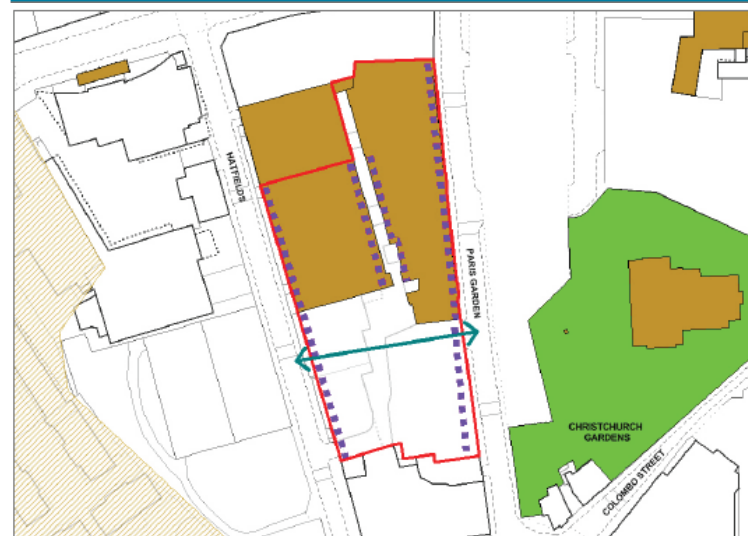 HATFIELDS
PARIS GARDEN
CHRISTCHURCH
GARDENS
COLOMBO STREET